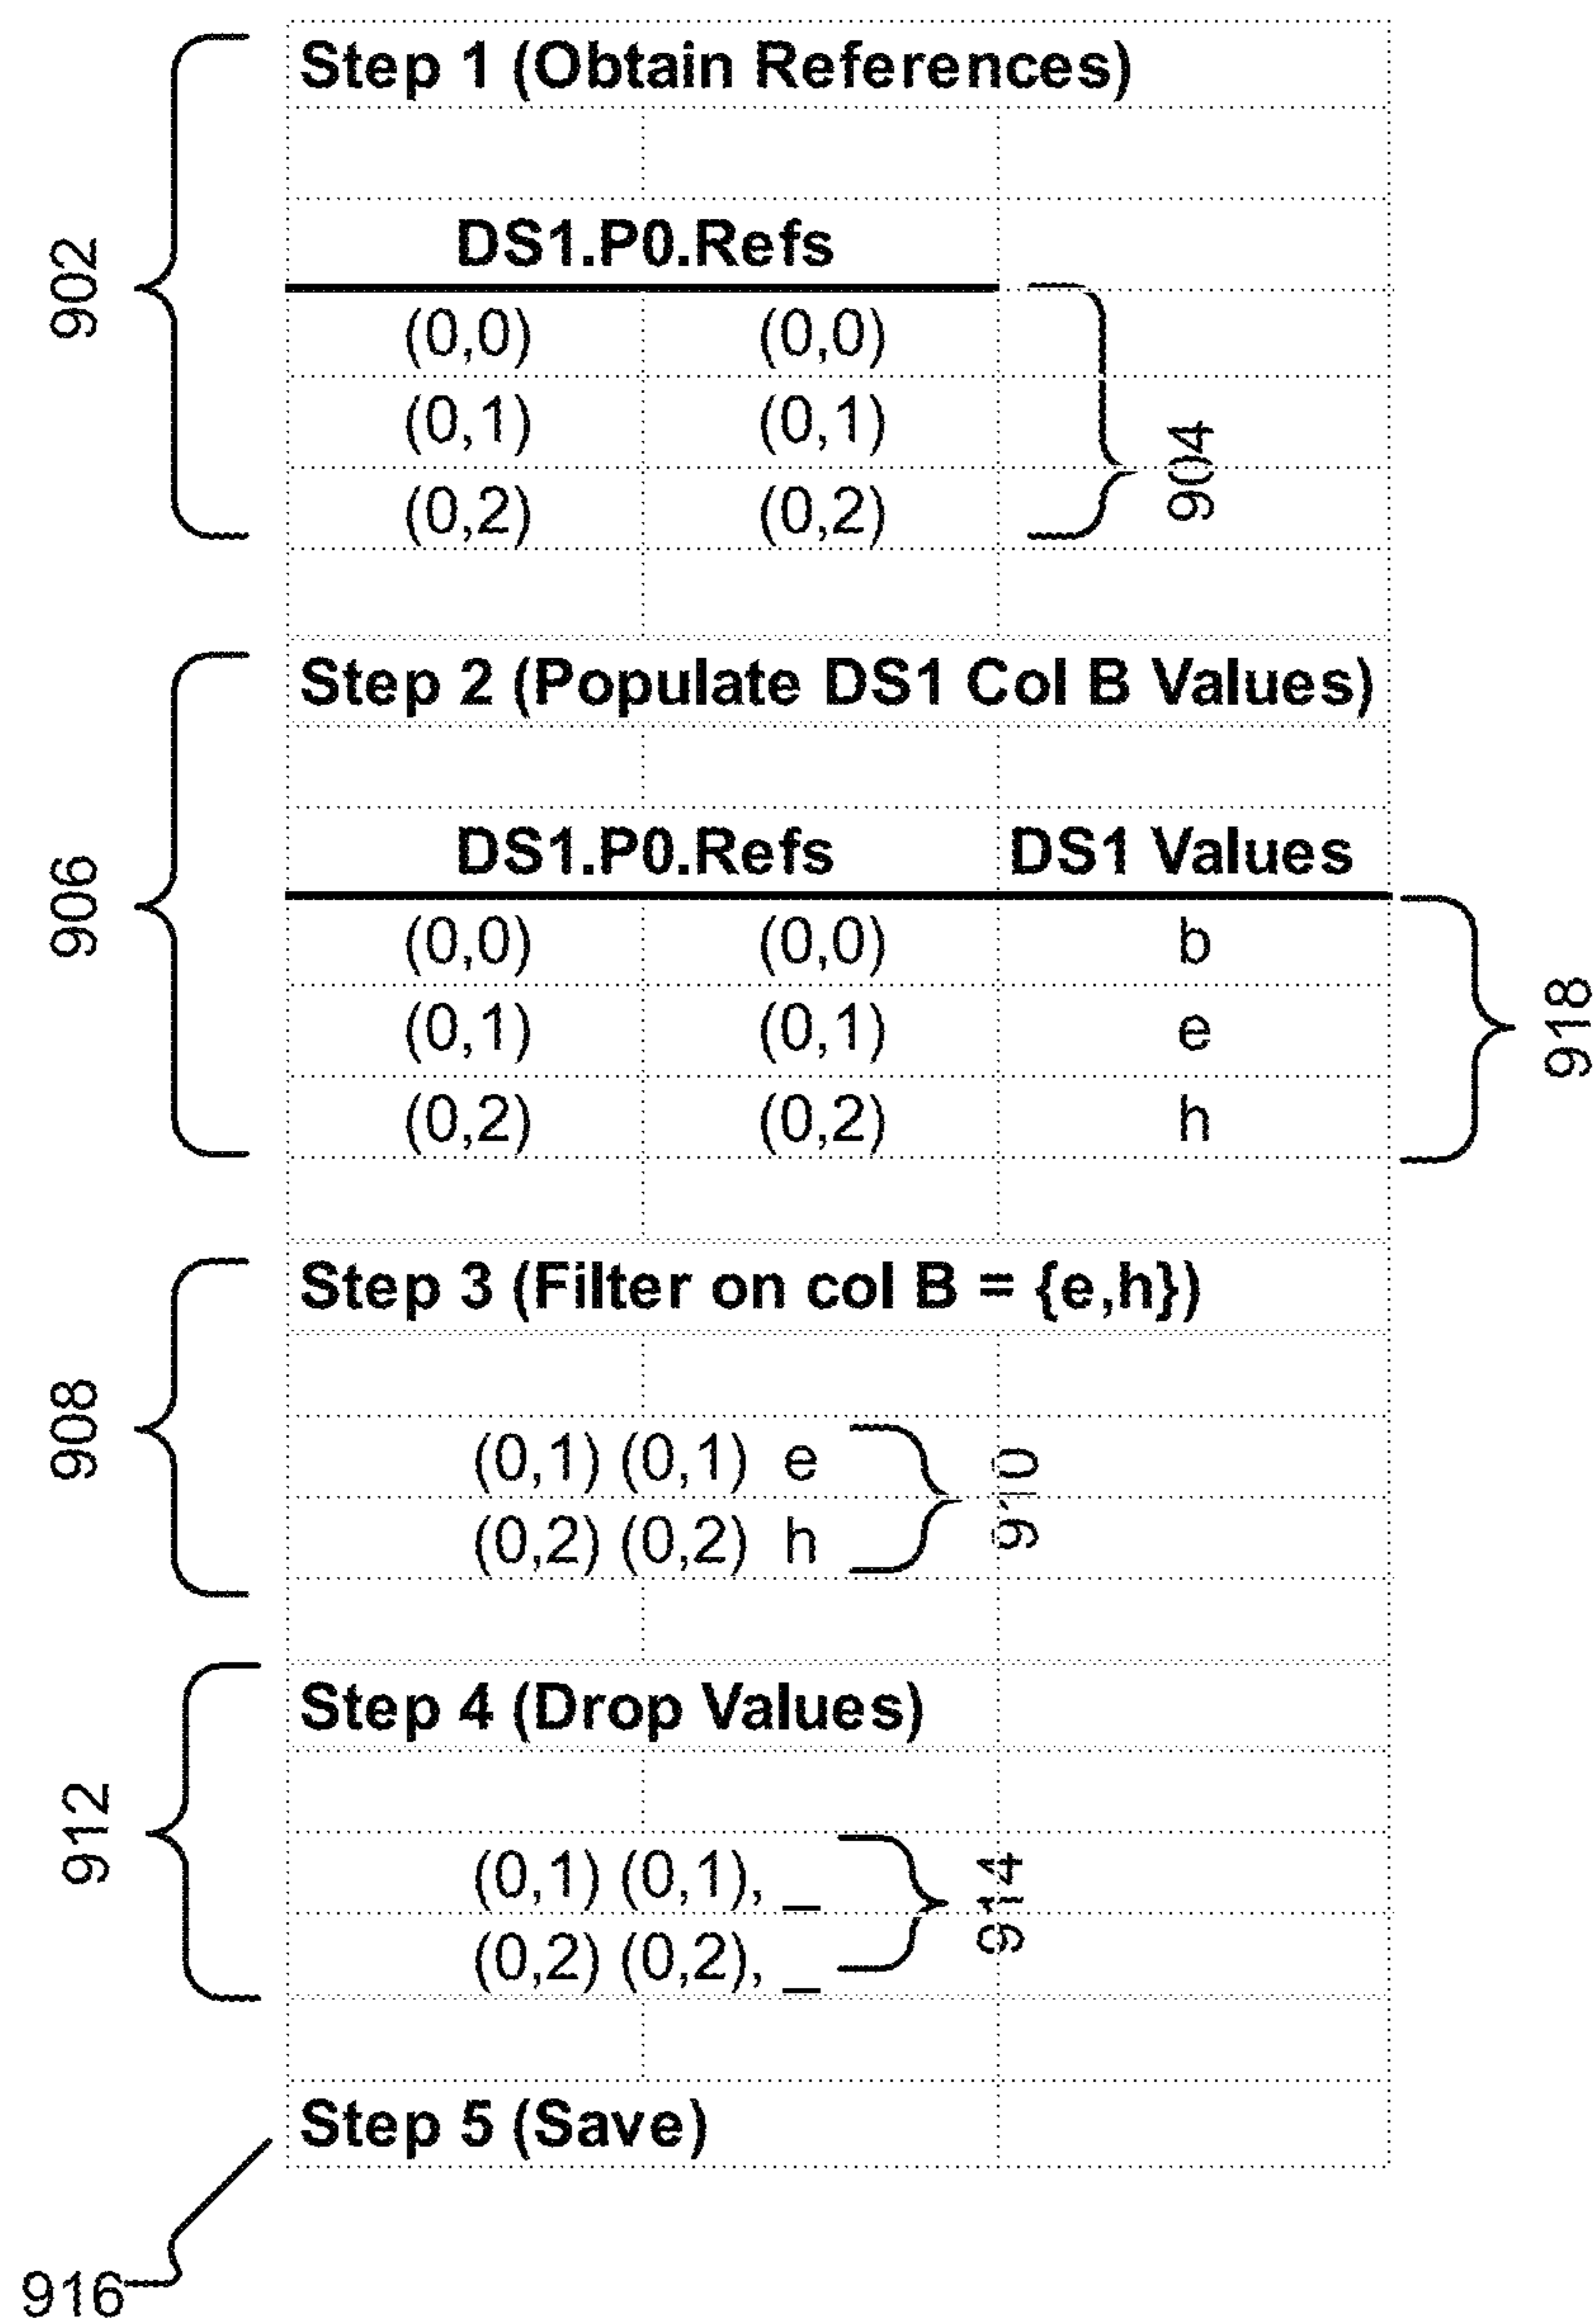 Step 1 (Obtain References)
902
DS1.P0.Refs
(0,0) (0,0)
(0,1) (0,1)
904
(0,2) (0,2)
Step 2 (Populate DS1 Col B Values)
906
DS1.P0.Refs DS1 Values
(0,0) (0,0) b
(0,1) (0,1) e
918
(0,2) (0,2) h
Step 3 (Filter on col B = {e,h})
908
(0,1) (0,1) e
910
(0,2) (0,2) h
Step 4 (Drop Values)
912
(0,1) (0,1), _
914
(0,2) (0,2), _
Step 5 (Save)
916